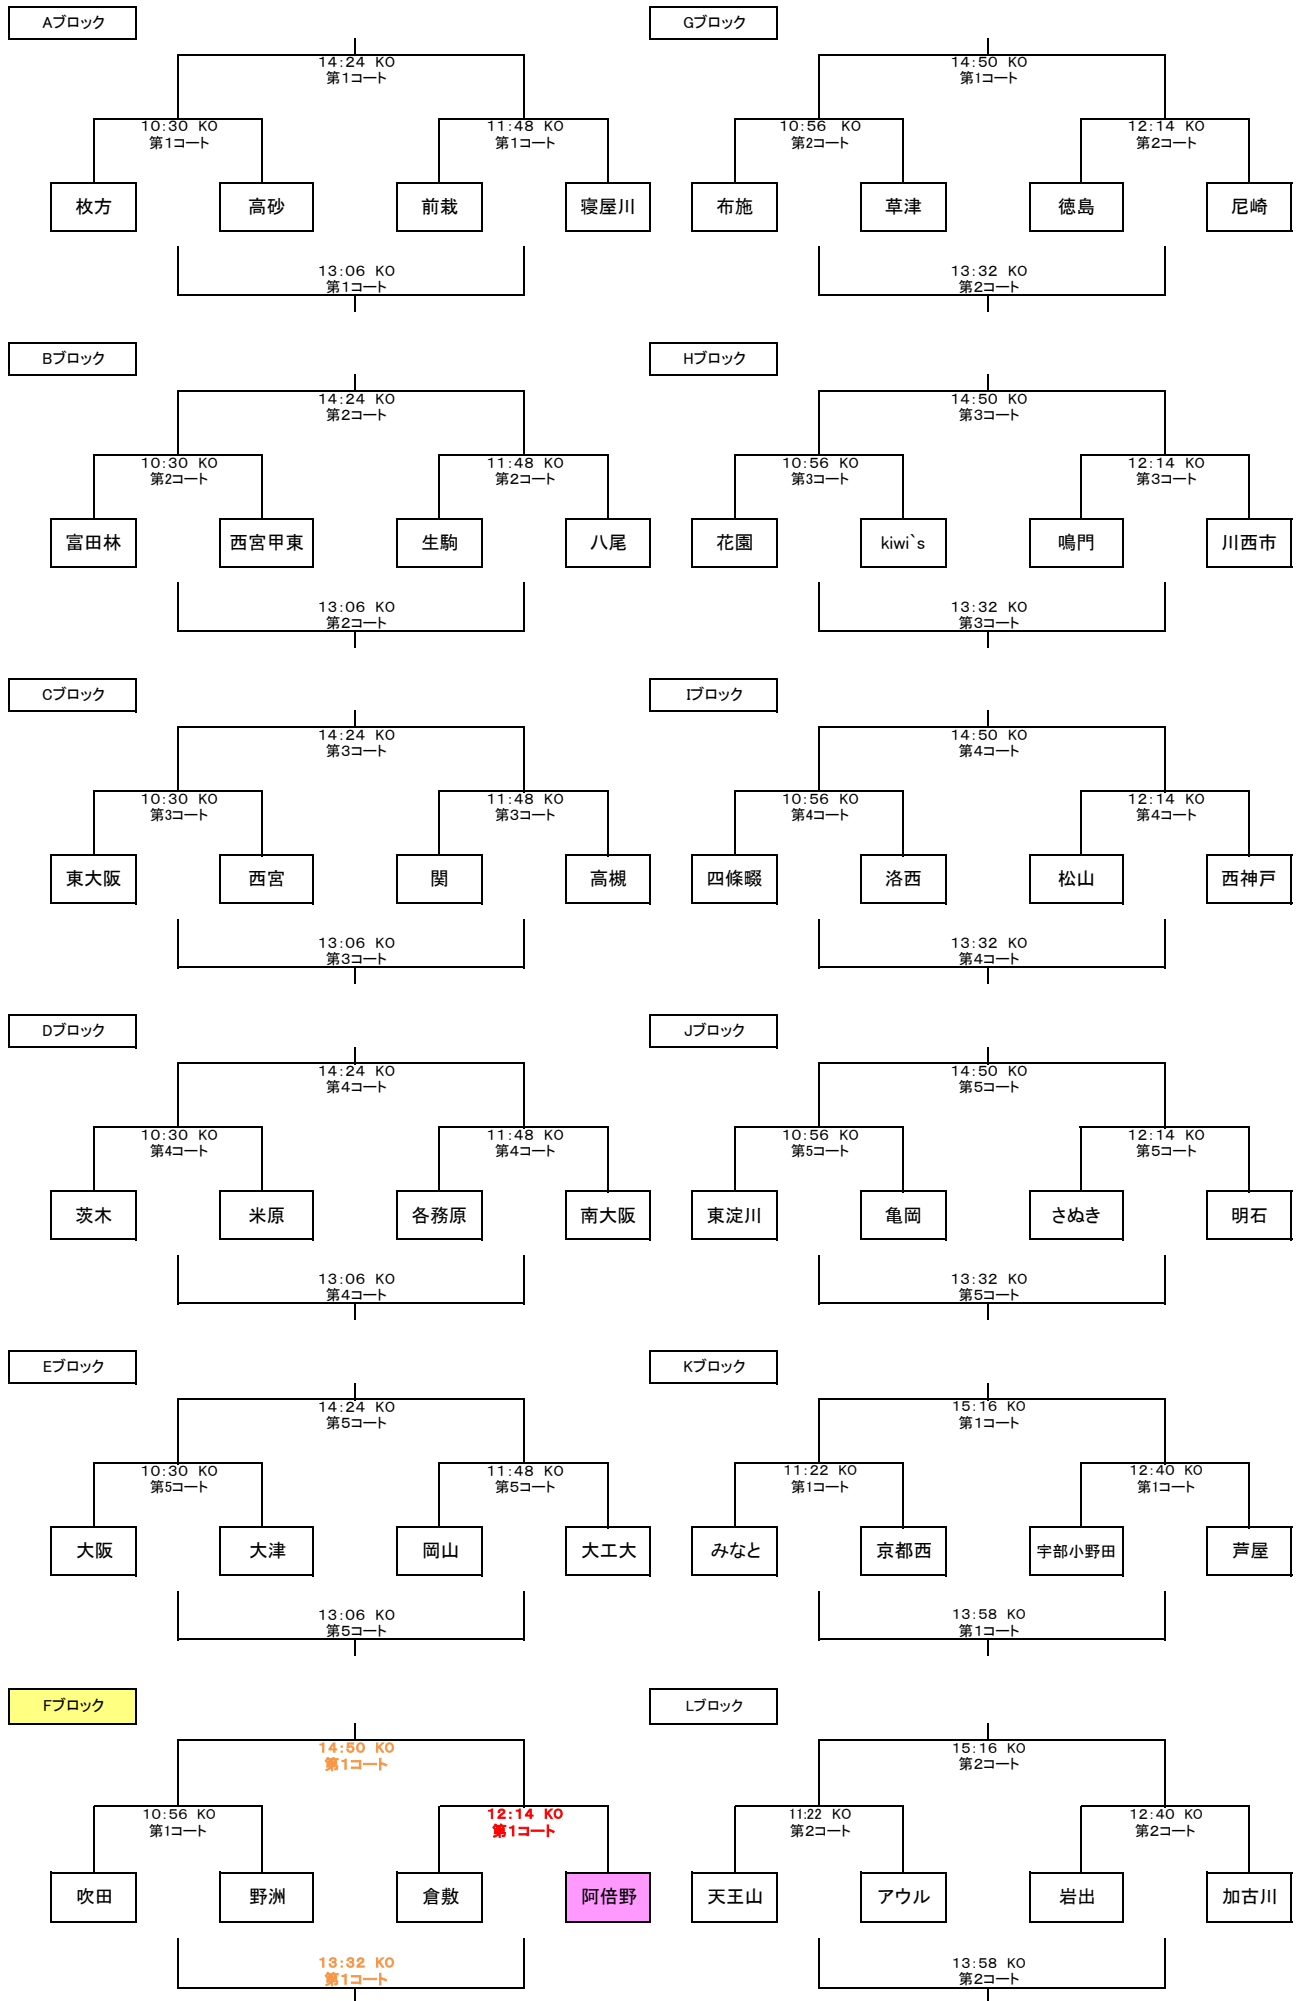 Aブロック
14:24 KO
第1コート
10:30 KO
第1コート
11:48 KO
第1コート
枚方
高砂
前栽
寝屋川
13:06 KO
第1コート
Bブロック
14:24 KO
第2コート
10:30 KO
第2コート
11:48 KO
第2コート
富田林
西宮甲東
生駒
八尾
13:06 KO
第2コート
Cブロック
14:24 KO
第3コート
10:30 KO
第3コート
11:48 KO
第3コート
東大阪
西宮
関
高槻
13:06 KO
第3コート
Dブロック
14:24 KO
第4コート
10:30 KO
第4コート
11:48 KO
第4コート
茨木
米原
各務原
南大阪
13:06 KO
第4コート
Eブロック
14:24 KO
第5コート
10:30 KO
第5コート
11:48 KO
第5コート
大阪
大津
岡山
大工大
13:06 KO
第5コート
Fブロック
14:50 KO
第1コート
10:56 KO
第1コート
12:14 KO
第1コート
吹田
野洲
倉敷
阿倍野
13:32 KO
第1コート
Gブロック
14:50 KO
第1コート
10:56 KO
第2コート
12:14 KO
第2コート
布施
草津
徳島
尼崎
13:32 KO
第2コート
Hブロック
14:50 KO
第3コート
10:56 KO
第3コート
12:14 KO
第3コート
花園
kiwi`s
鳴門
川西市
13:32 KO
第3コート
Iブロック
14:50 KO
第4コート
10:56 KO
第4コート
12:14 KO
第4コート
四條畷
洛西
松山
西神戸
13:32 KO
第4コート
Jブロック
14:50 KO
第5コート
10:56 KO
第5コート
12:14 KO
第5コート
東淀川
亀岡
さぬき
明石
13:32 KO
第5コート
Kブロック
15:16 KO
第1コート
11:22 KO
第1コート
12:40 KO
第1コート
みなと
京都西
宇部小野田
芦屋
13:58 KO
第1コート
Lブロック
15:16 KO
第2コート
11:22 KO
第2コート
12:40 KO
第2コート
天王山
アウル
岩出
加古川
13:58 KO
第2コート